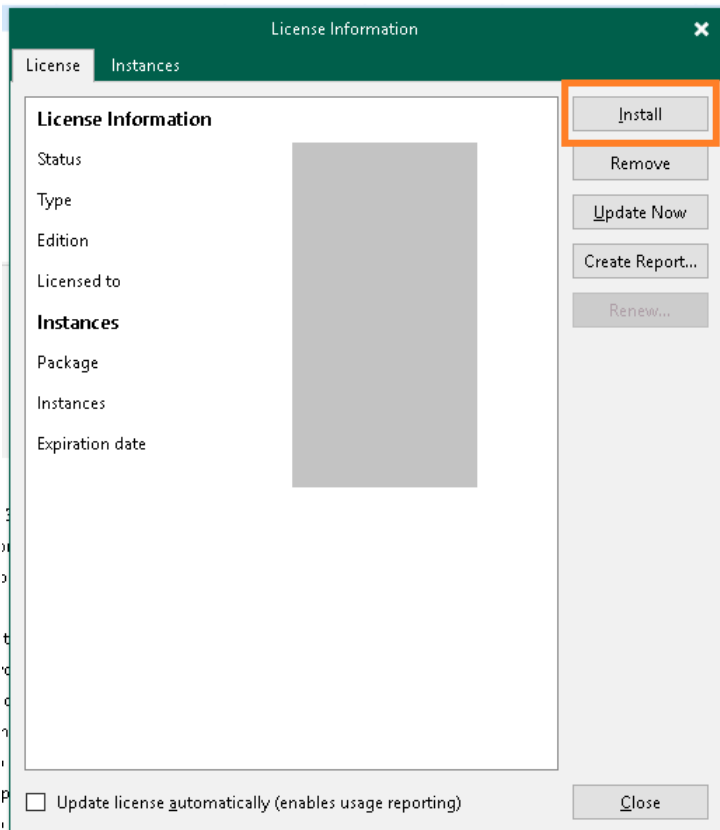 License Information
License Instances
License Information
Status
Type
Edition
Licensed to
Instances
Package
Instances
Expiration date
Install
Remove
Update Now
Create Report...
Renew...
Update license automatically (enables usage reporting)
Close